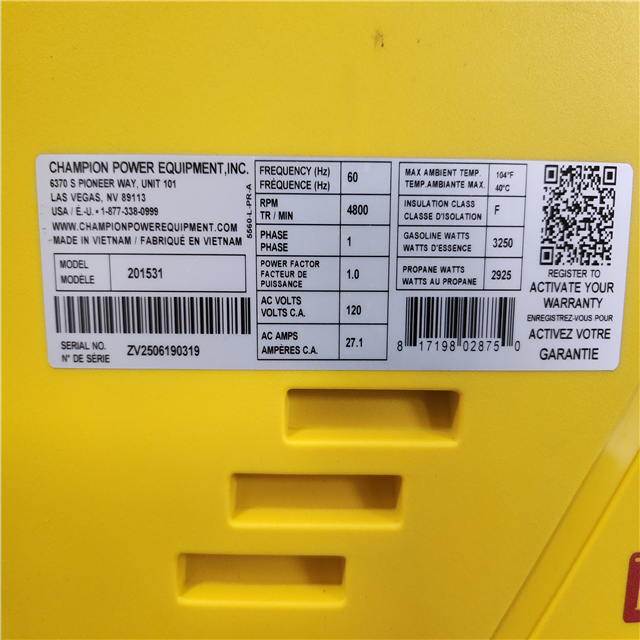 CHAMPION POWER EQUIPMENT,INC.
6370 S PIONEER WAY, UNIT 101
LAS VEGAS, NV 89113
USA / É.-U. • 1-877-338-0999
WWW.CHAMPIONPOWEREQUIPMENT.COM
MADE IN VIETNAM / FABRIQUÉ EN VIETNAM
5560-L-PR-A
MODEL
MODÈLE
201531
SERIAL NO.
N° DE SÉRIE
ZV2506190319
FREQUENCY (Hz)
FRÉQUENCE (Hz)
60
RPM
TR / MIN
4800
PHASE
PHASE
1
POWER FACTOR
FACTEUR DE
PUISSANCE
1.0
AC VOLTS
VOLTS C.A.
120
AC AMPS
AMPÈRES C.A.
27.1
MAX AMBIENT TEMP.
TEMP.AMBIANTE MAX.
104°F
40°C
INSULATION CLASS
CLASSE D'ISOLATION
F
GASOLINE WATTS
WATTS D'ESSENCE
3250
PROPANE WATTS
WATTS AU PROPANE
2925
8 17198 02875 0
REGISTER TO
ACTIVATE YOUR
WARRANTY
ENREGISTREZ-VOUS POUR
ACTIVEZ VOTRE
GARANTIE